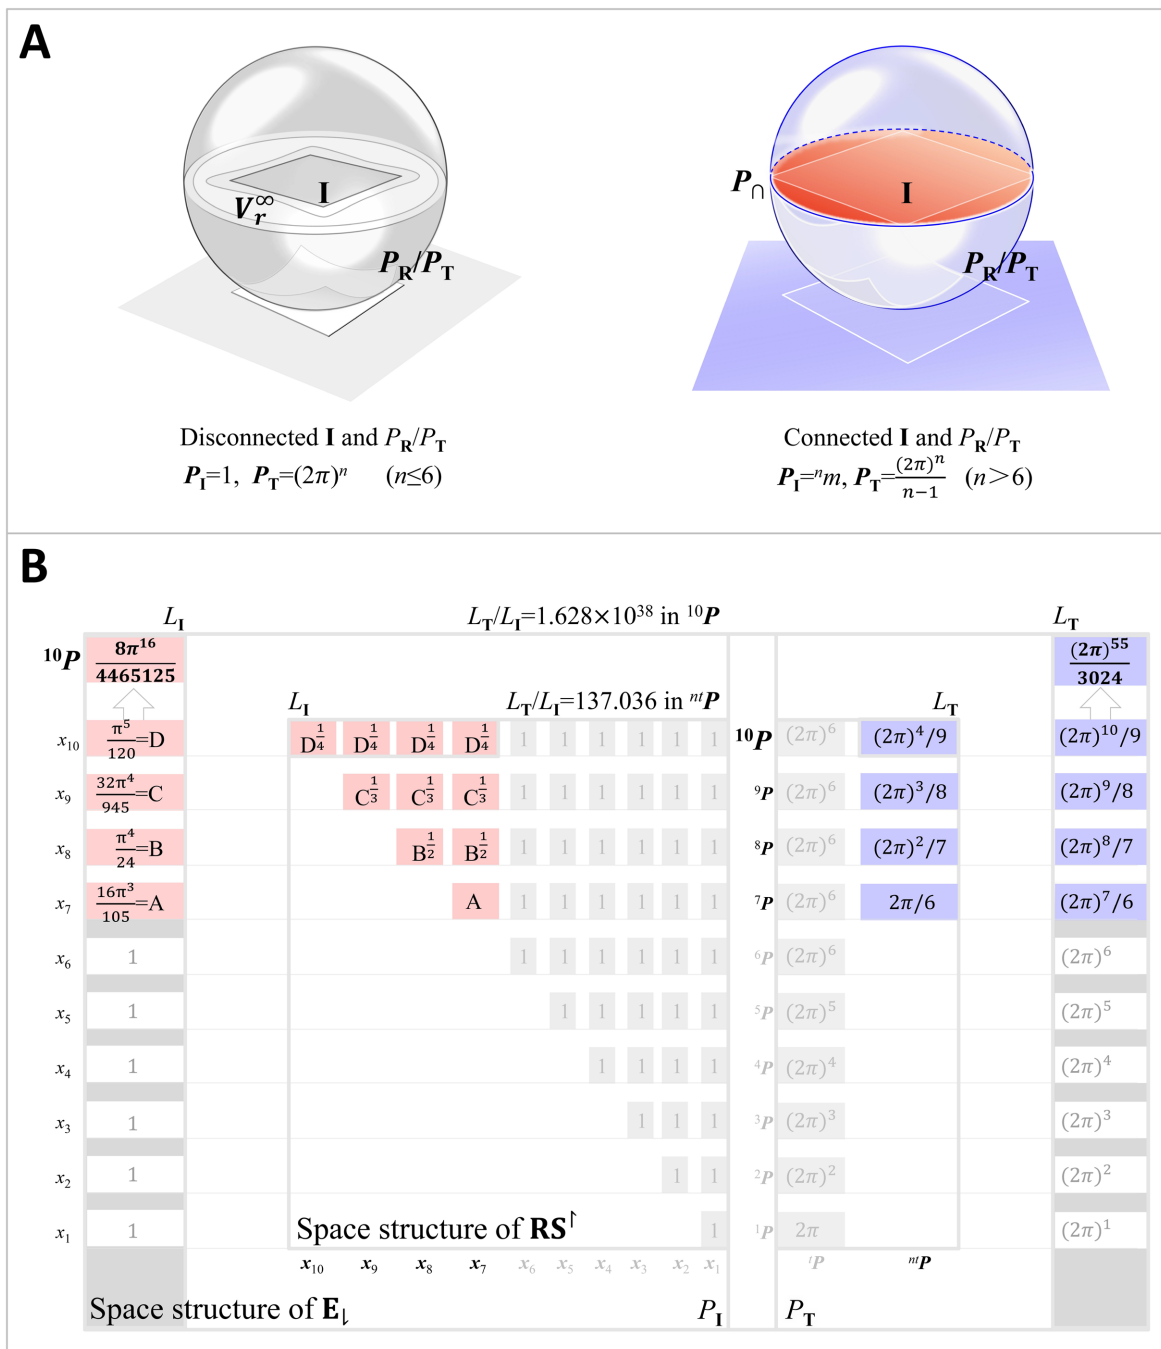 A
I
V_r^∞
P_R/P_T
P_∩
I
P_R/P_T
Disconnected I and P_R/P_T
P_I=1, P_T=(2π)^n (n≤6)
Connected I and P_R/P_T
P_I=^n m, P_T=(2π)^n/(n−1) (n>6)
B
L_I L_T/L_I=1.628×10^38 in ^10P L_T
^10P 8π^16/4465125 (2π)^55/3024
L_I L_T/L_I=137.036 in ^ntP L_T
x_10 π^5/120=D D^1/4 D^1/4 D^1/4 D^1/4 1 1 1 1 1 1 ^10P (2π)^6 (2π)^4/9 (2π)^10/9
x_9 32π^4/945=C C^1/3 C^1/3 C^1/3 1 1 1 1 1 1 ^9P (2π)^6 (2π)^3/8 (2π)^9/8
x_8 π^4/24=B B^1/2 B^1/2 1 1 1 1 1 1 ^8P (2π)^6 (2π)^2/7 (2π)^8/7
x_7 16π^3/105=A A 1 1 1 1 1 1 ^7P (2π)^6 2π/6 (2π)^7/6
x_6 1 1 1 1 1 1 1 ^6P (2π)^6 (2π)^6
x_5 1 1 1 1 1 1 ^5P (2π)^5 (2π)^5
x_4 1 1 1 1 1 ^4P (2π)^4 (2π)^4
x_3 1 1 1 1 ^3P (2π)^3 (2π)^3
x_2 1 1 1 ^2P (2π)^2 (2π)^2
x_1 1 Space structure of RS↾ 1 ^1P 2π (2π)^1
x_10 x_9 x_8 x_7 x_6 x_5 x_4 x_3 x_2 x_1 ^tP ^ntP
Space structure of E⇂ P_I P_T